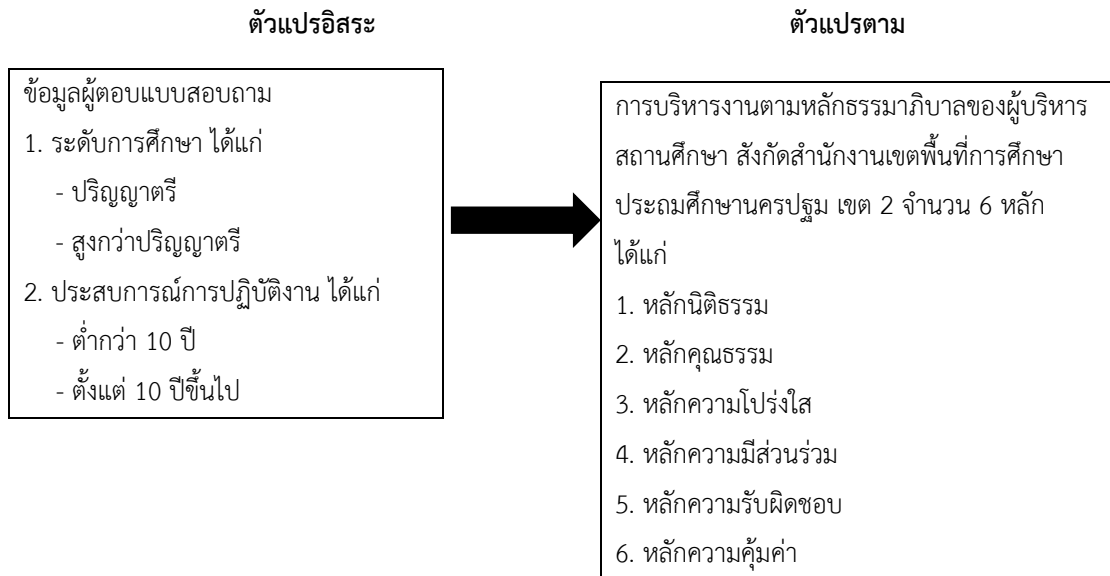 ตัวแปรอิสระ
ตัวแปรตาม
ข้อมูลผู้ตอบแบบสอบถาม
1. ระดับการศึกษา ได้แก่
- ปริญญาตรี
- สูงกว่าปริญญาตรี
2. ประสบการณ์การปฏิบัติงาน ได้แก่
- ต่ำกว่า 10 ปี
- ตั้งแต่ 10 ปีขึ้นไป
การบริหารงานตามหลักธรรมาภิบาลของผู้บริหาร
สถานศึกษา สังกัดสำนักงานเขตพื้นที่การศึกษา
ประถมศึกษานครปฐม เขต 2 จำนวน 6 หลัก
ได้แก่
1. หลักนิติธรรม
2. หลักคุณธรรม
3. หลักความโปร่งใส
4. หลักความมีส่วนร่วม
5. หลักความรับผิดชอบ
6. หลักความคุ้มค่า